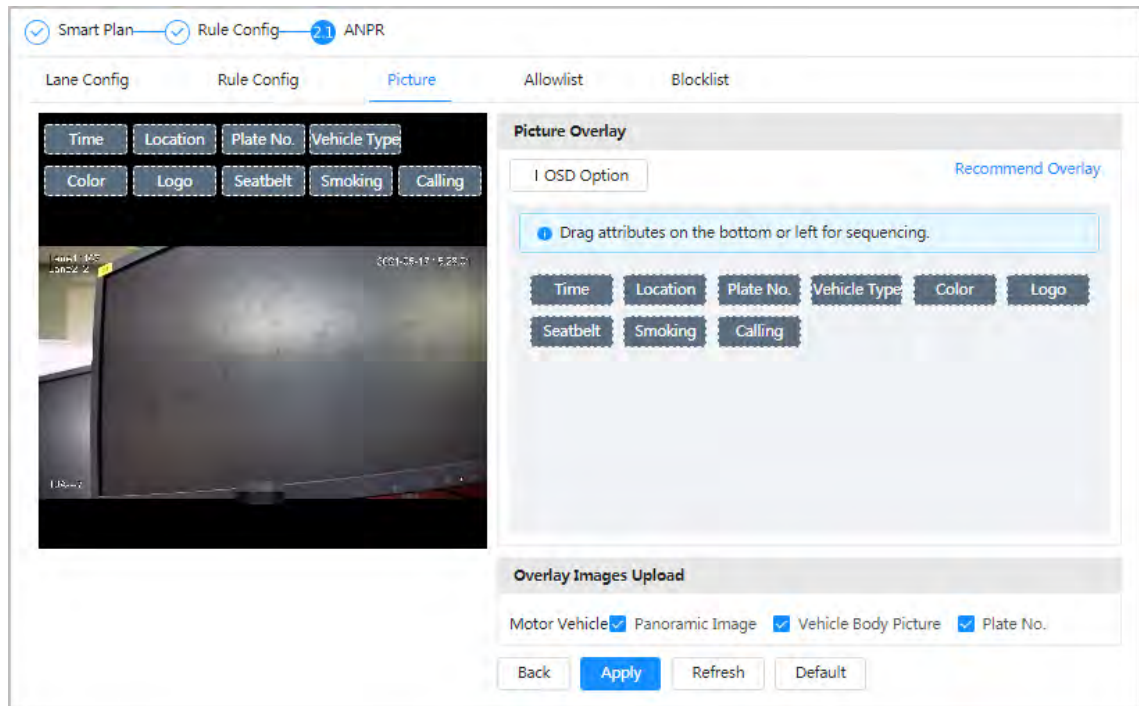 Smart Plan Rule Config 2.1 ANPR
Lane Config Rule Config Picture Allowlist Blocklist
Time Location Plate No. Vehicle Type
Color Logo Seatbelt Smoking Calling
Picture Overlay
I OSD Option Recommend Overlay
Drag attributes on the bottom or left for sequencing.
Time Location Plate No. Vehicle Type Color Logo
Seatbelt Smoking Calling
Overlay Images Upload
Motor Vehicle Panoramic Image Vehicle Body Picture Plate No.
Back Apply Refresh Default